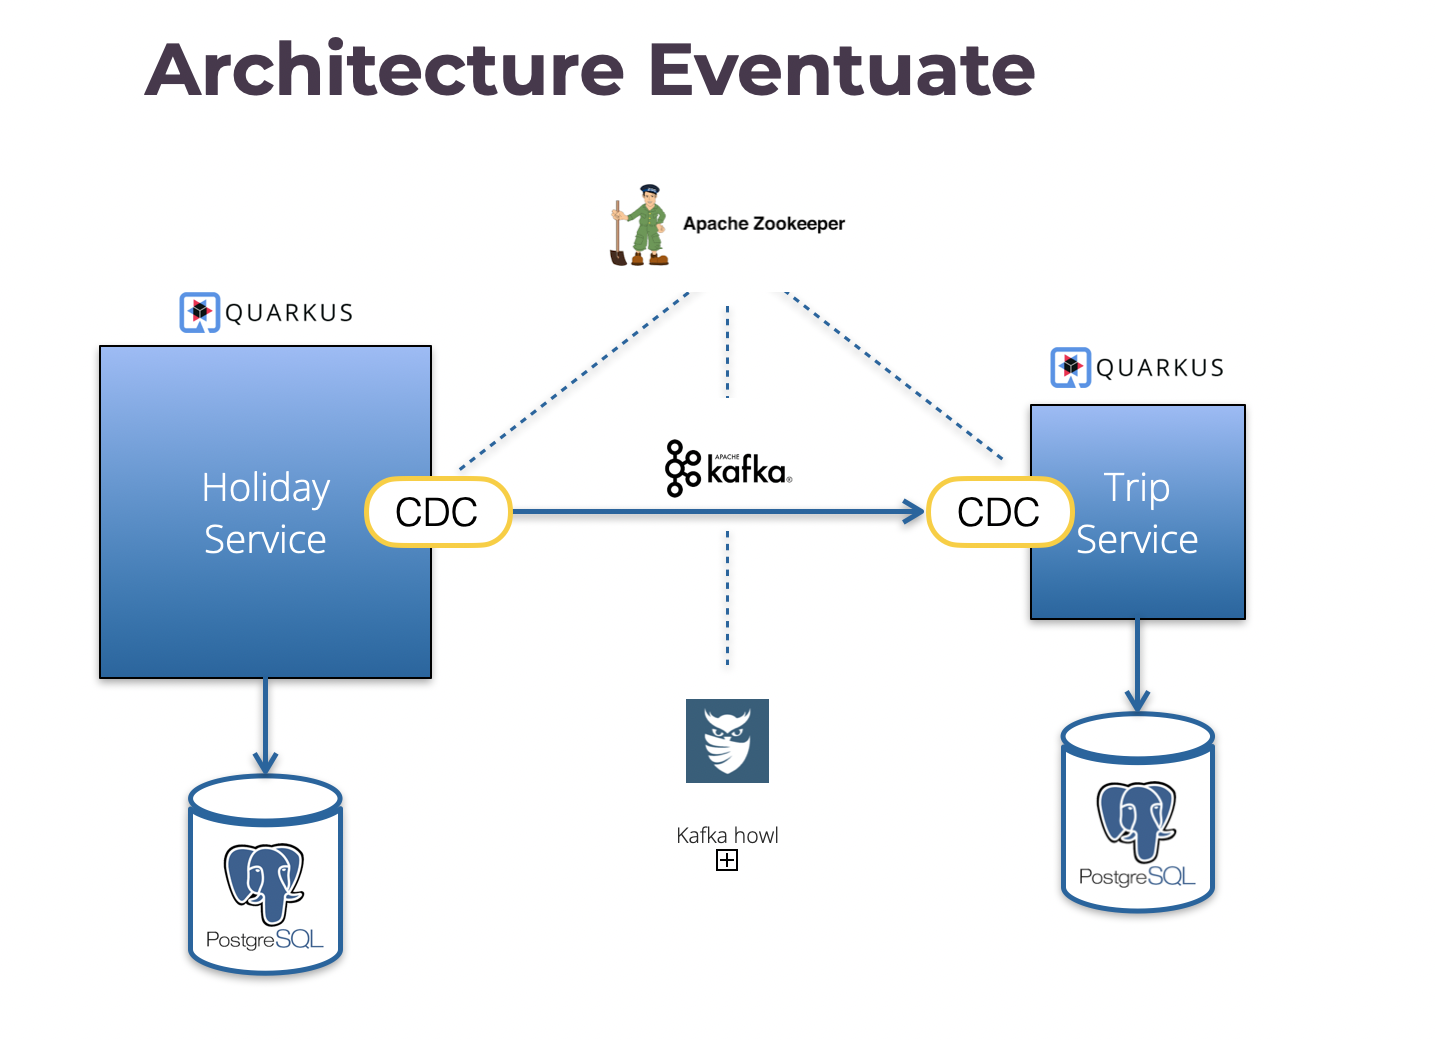 Architecture Eventuate
Apache Zookeeper
QUARKUS
QUARKUS
APACHE
kafka®
Holiday
Service
CDC
CDC
Trip
Service
Kafka howl
PostgreSQL
PostgreSQL